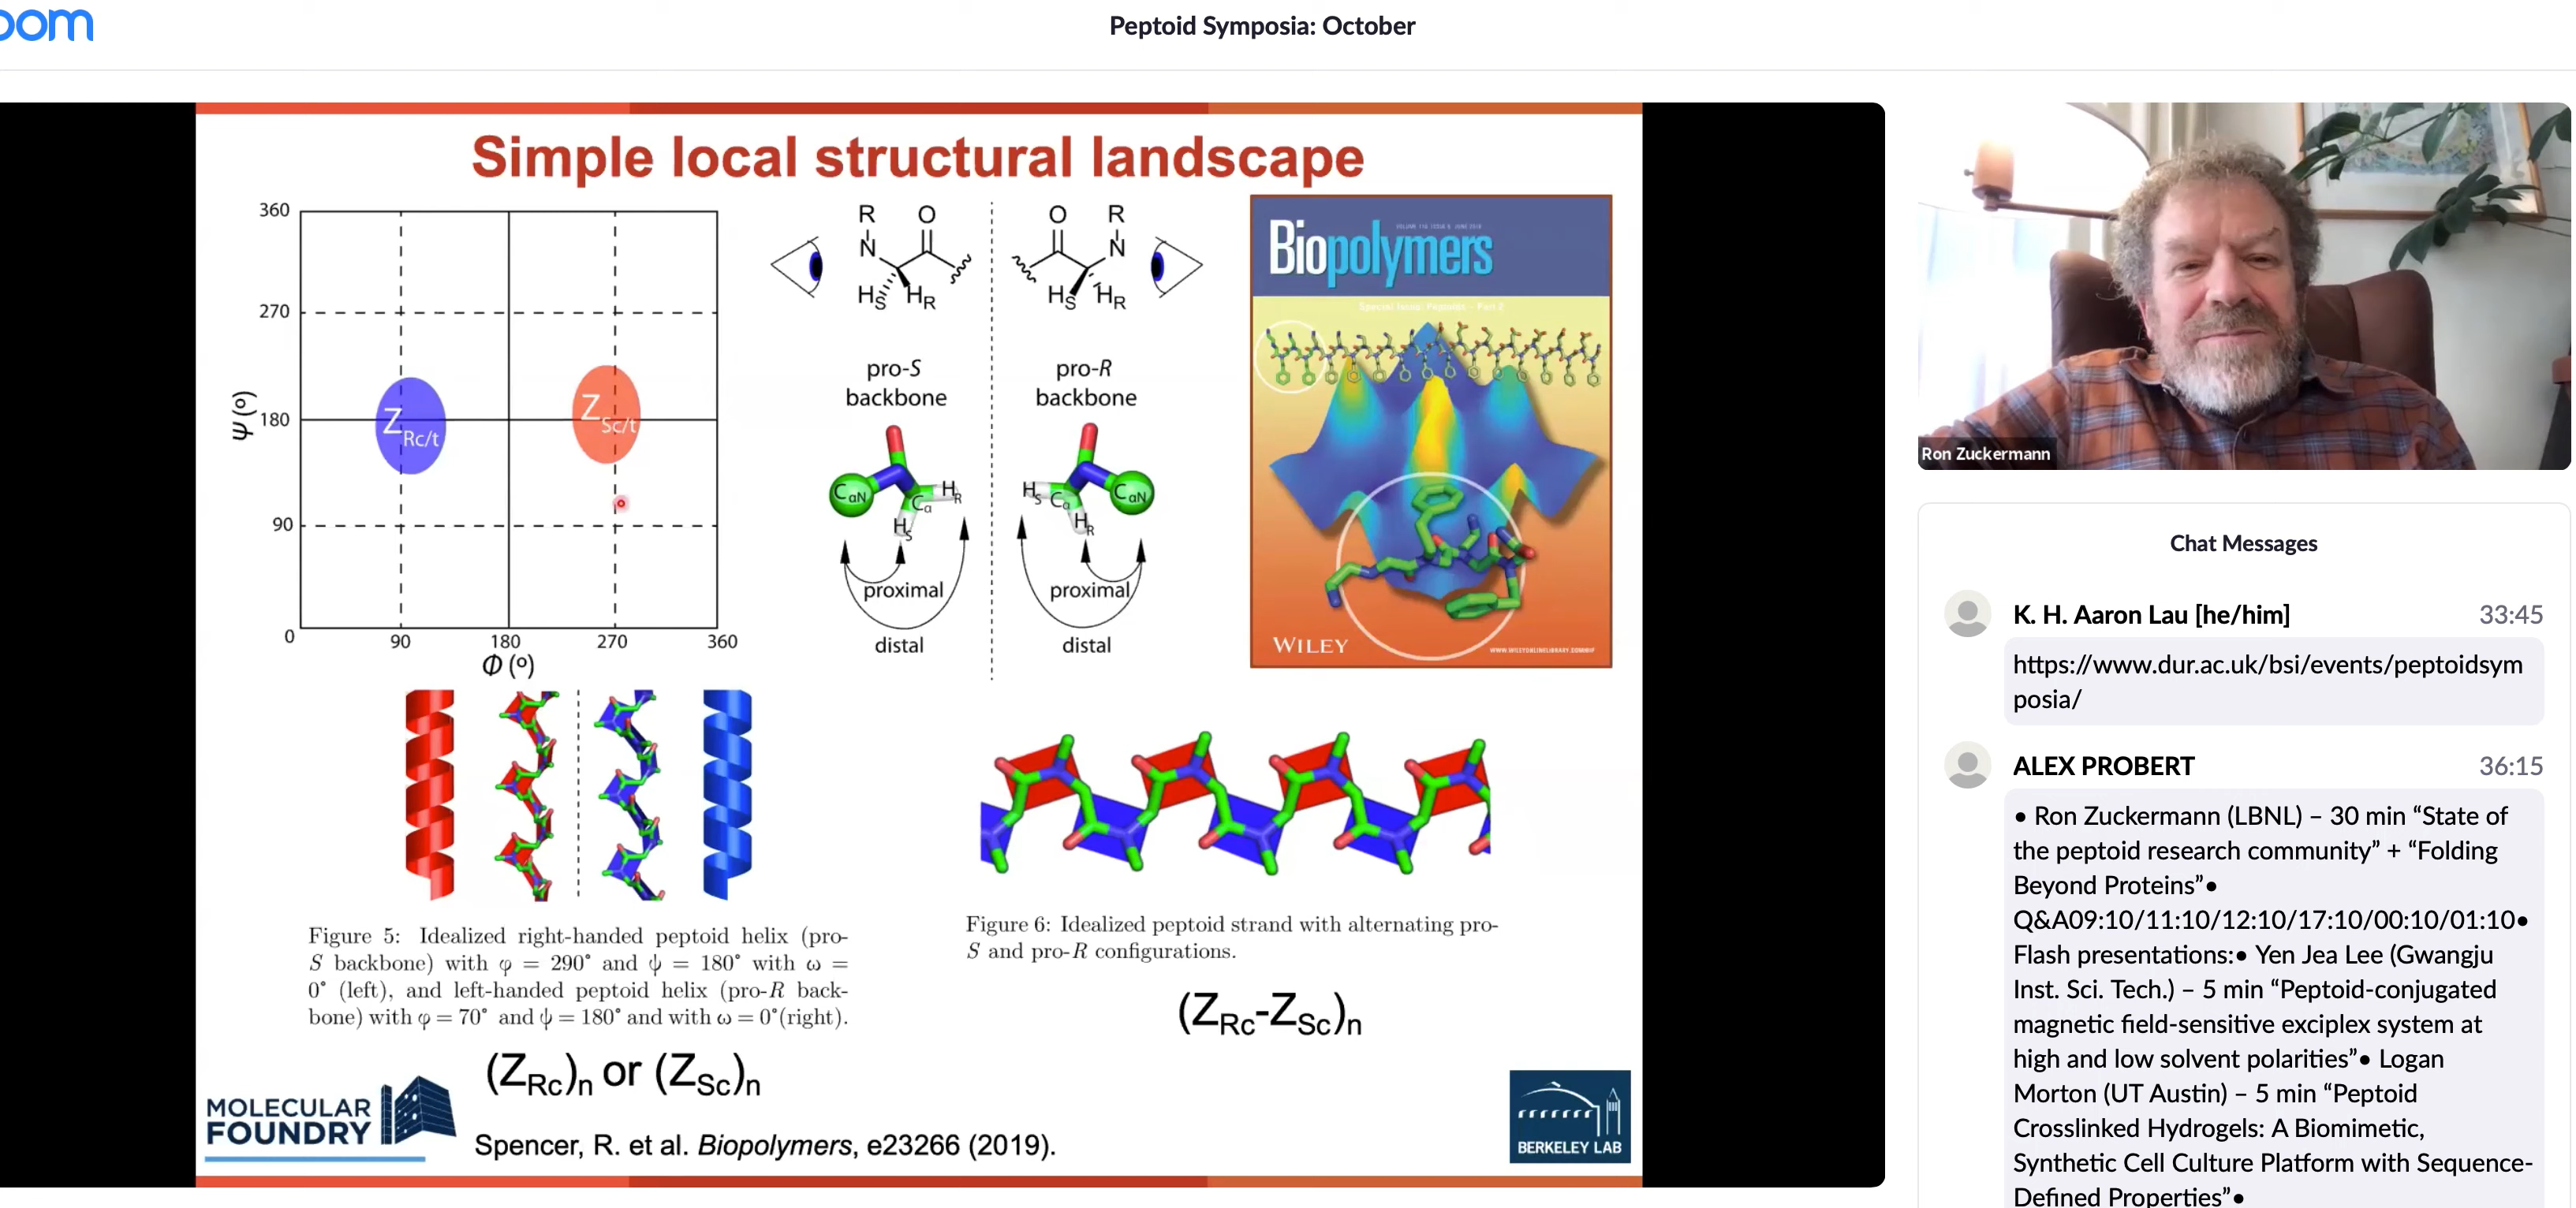 oom
Peptoid Symposia: October
Simple local structural landscape
360
270
180
90
0
90
180
270
360
Ψ (º)
Φ (º)
Z Rc/t
Z Sc/t
R O
N
HS HR
O R
N
HS HR
pro-S
backbone
pro-R
backbone
CαN
HR
Cα
HS
HS
Cα
CαN
HR
proximal
distal
proximal
distal
Biopolymers
Special Issue: Peptoids - Part 2
WILEY
Figure 5: Idealized right-handed peptoid helix (pro-
S backbone) with φ = 290° and ψ = 180° with ω =
0° (left), and left-handed peptoid helix (pro-R back-
bone) with φ = 70° and ψ = 180° and with ω = 0°(right).
Figure 6: Idealized peptoid strand with alternating pro-
S and pro-R configurations.
(ZRc)n or (ZSc)n
(ZRc-ZSc)n
MOLECULAR
FOUNDRY
Spencer, R. et al. Biopolymers, e23266 (2019).
BERKELEY LAB
Ron Zuckermann
Chat Messages
K. H. Aaron Lau [he/him] 33:45
https://www.dur.ac.uk/bsi/events/peptoidsym
posia/
ALEX PROBERT 36:15
• Ron Zuckermann (LBNL) – 30 min “State of
the peptoid research community” + “Folding
Beyond Proteins”•
Q&A09:10/11:10/12:10/17:10/00:10/01:10•
Flash presentations:• Yen Jea Lee (Gwangju
Inst. Sci. Tech.) – 5 min “Peptoid-conjugated
magnetic field-sensitive exciplex system at
high and low solvent polarities”• Logan
Morton (UT Austin) – 5 min “Peptoid
Crosslinked Hydrogels: A Biomimetic,
Synthetic Cell Culture Platform with Sequence-
Defined Properties”•